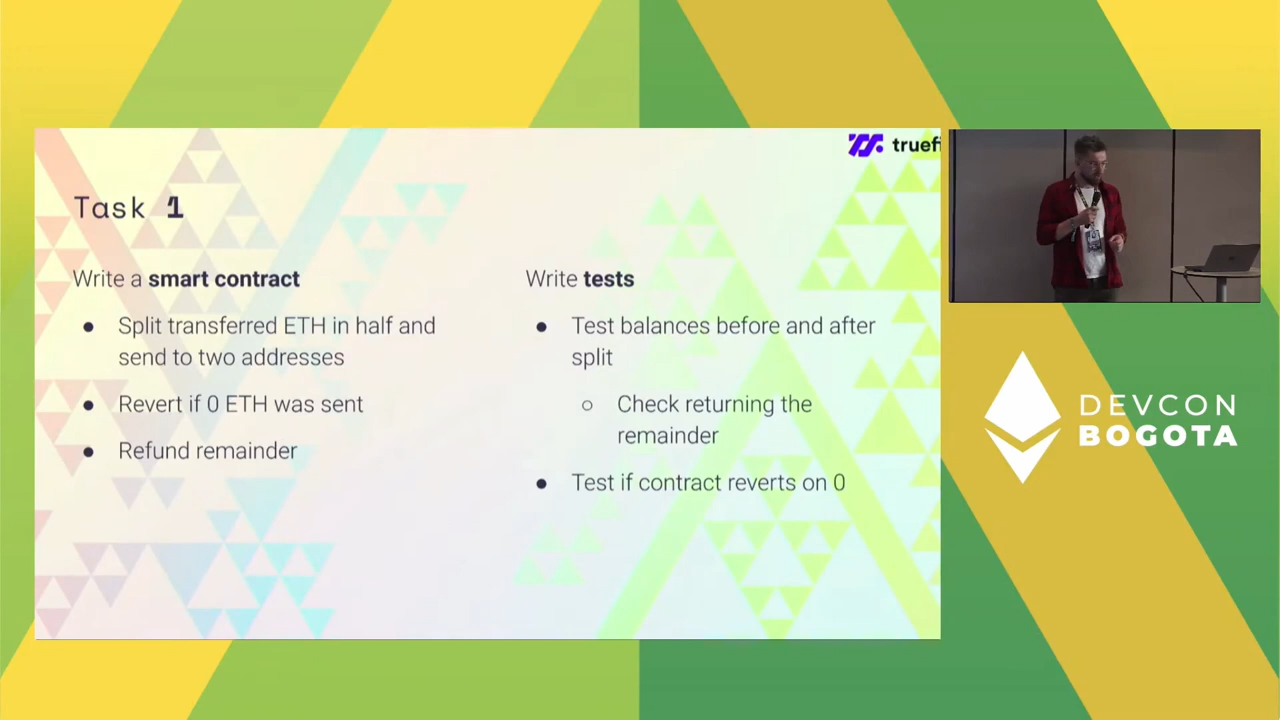 truefi
Task 1
Write a smart contract
● Split transferred ETH in half and
send to two addresses
● Revert if 0 ETH was sent
● Refund remainder
Write tests
● Test balances before and after
split
○ Check returning the
remainder
● Test if contract reverts on 0
DEVCON
BOGOTA